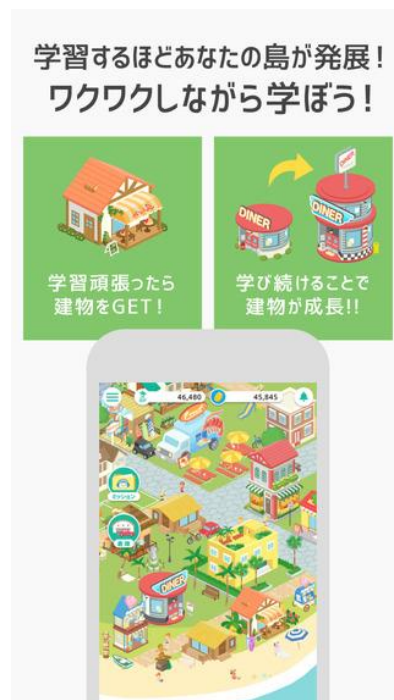 学習するほどあなたの島が発展！
ワクワクしながら学ぼう！
DINER
DINER
DINER
学習頑張ったら
建物をGET！
学び続けることで
建物が成長!!
46,480
45,845
ミッション
DINER